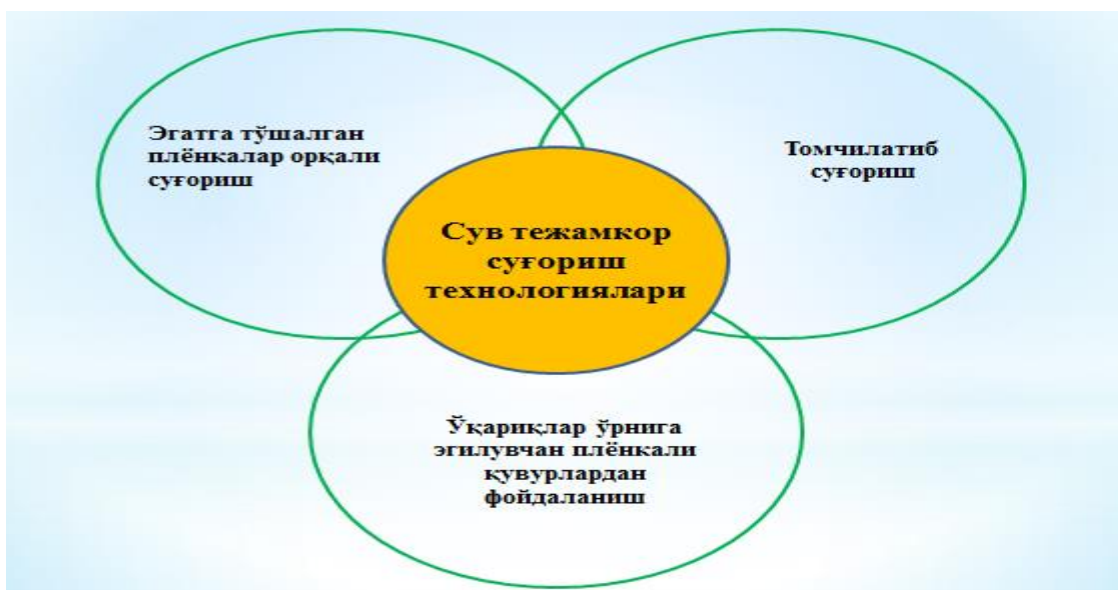 Эгатга тўшалган
плёнкалар орқали
суғориш
Томчилатиб
суғориш
Сув тежамкор
суғориш
технологиялари
Ўқариқлар ўрнига
эгилувчан плёнкали
қувурлардан
фойдаланиш